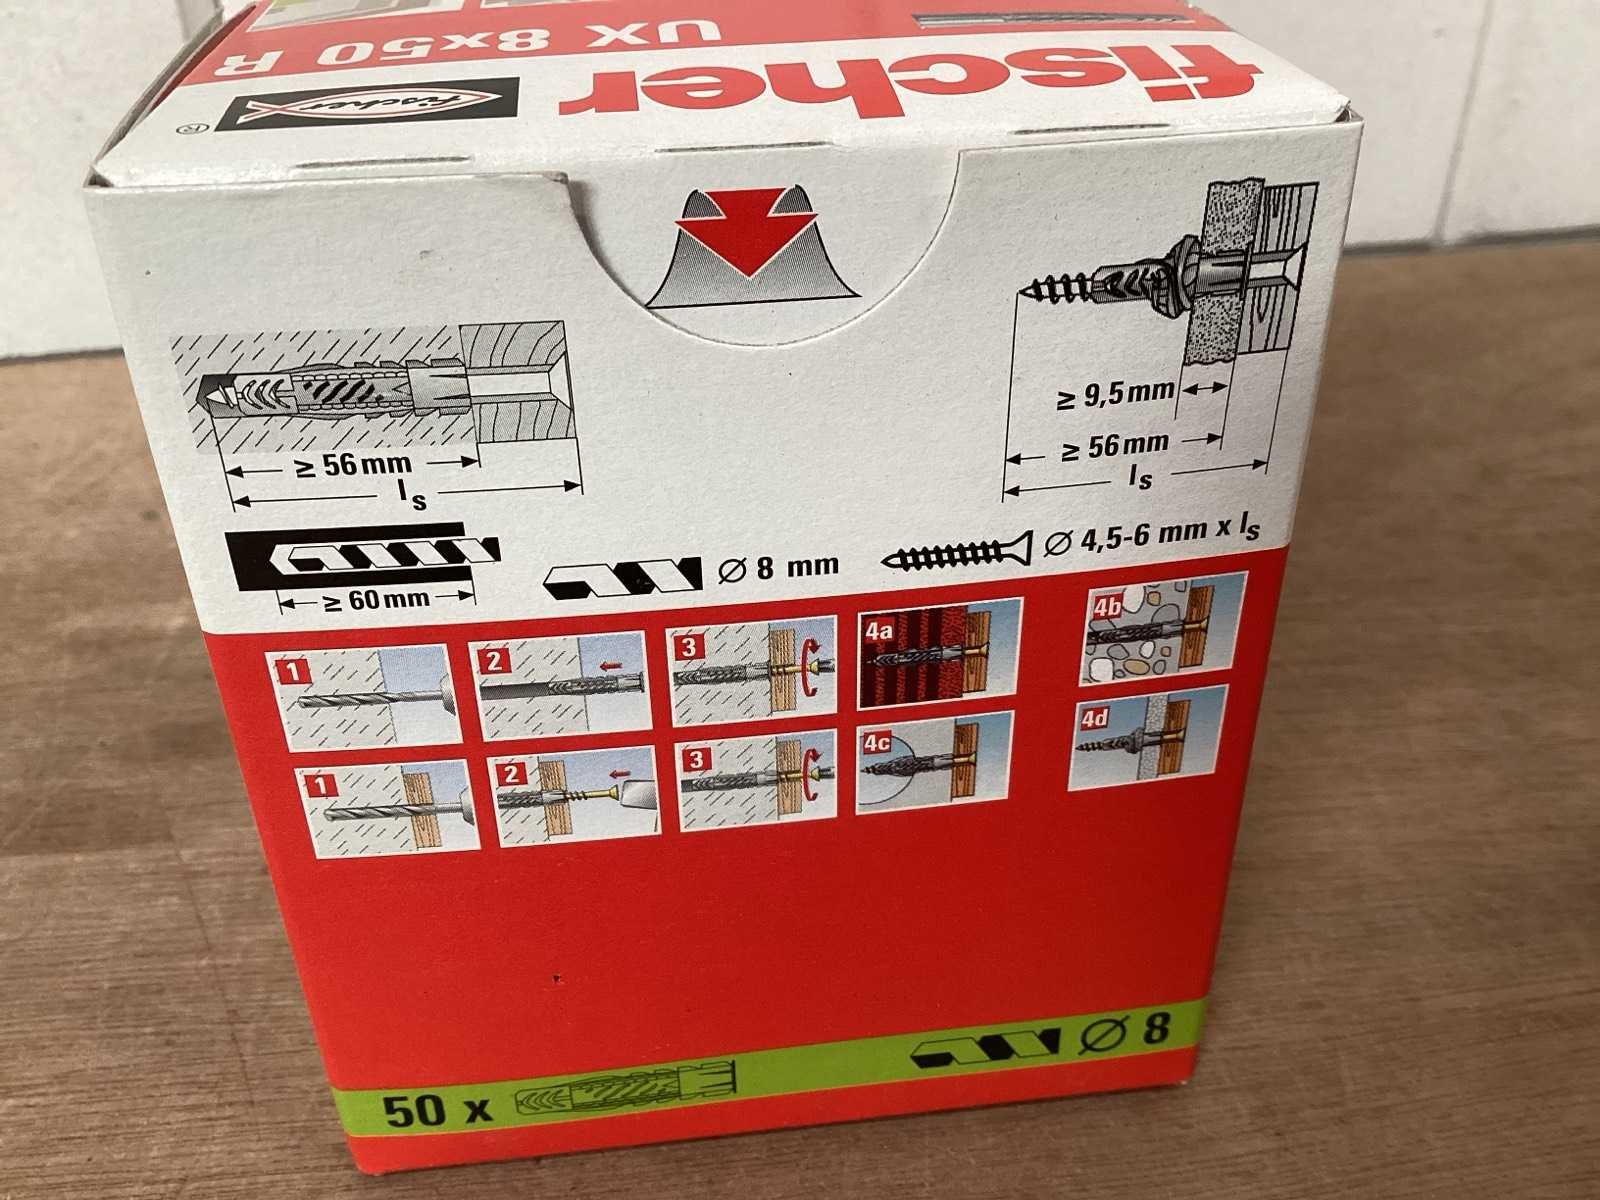 UX 8x50 R
fischer
fischer
®
≥ 9,5 mm
≥ 56 mm
ls
≥ 56 mm
ls
≥ 60 mm
Ø 8 mm
Ø 4,5-6 mm x ls
1
2
3
4a
4b
1
2
3
4c
4d
50 x
Ø 8